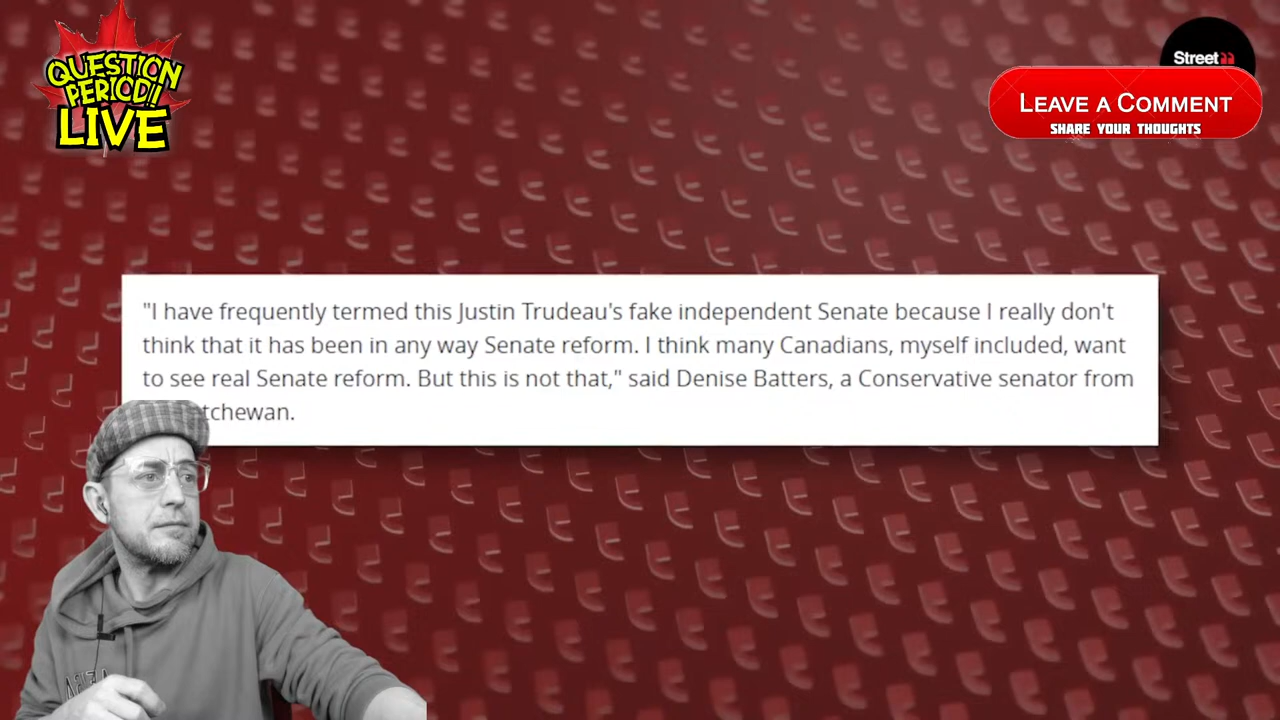 QUESTION
PERIOD!!
LIVE
Street
LEAVE A COMMENT
SHARE YOUR THOUGHTS
"I have frequently termed this Justin Trudeau's fake independent Senate because I really don't
think that it has been in any way Senate reform. I think many Canadians, myself included, want
to see real Senate reform. But this is not that," said Denise Batters, a Conservative senator from
tchewan.